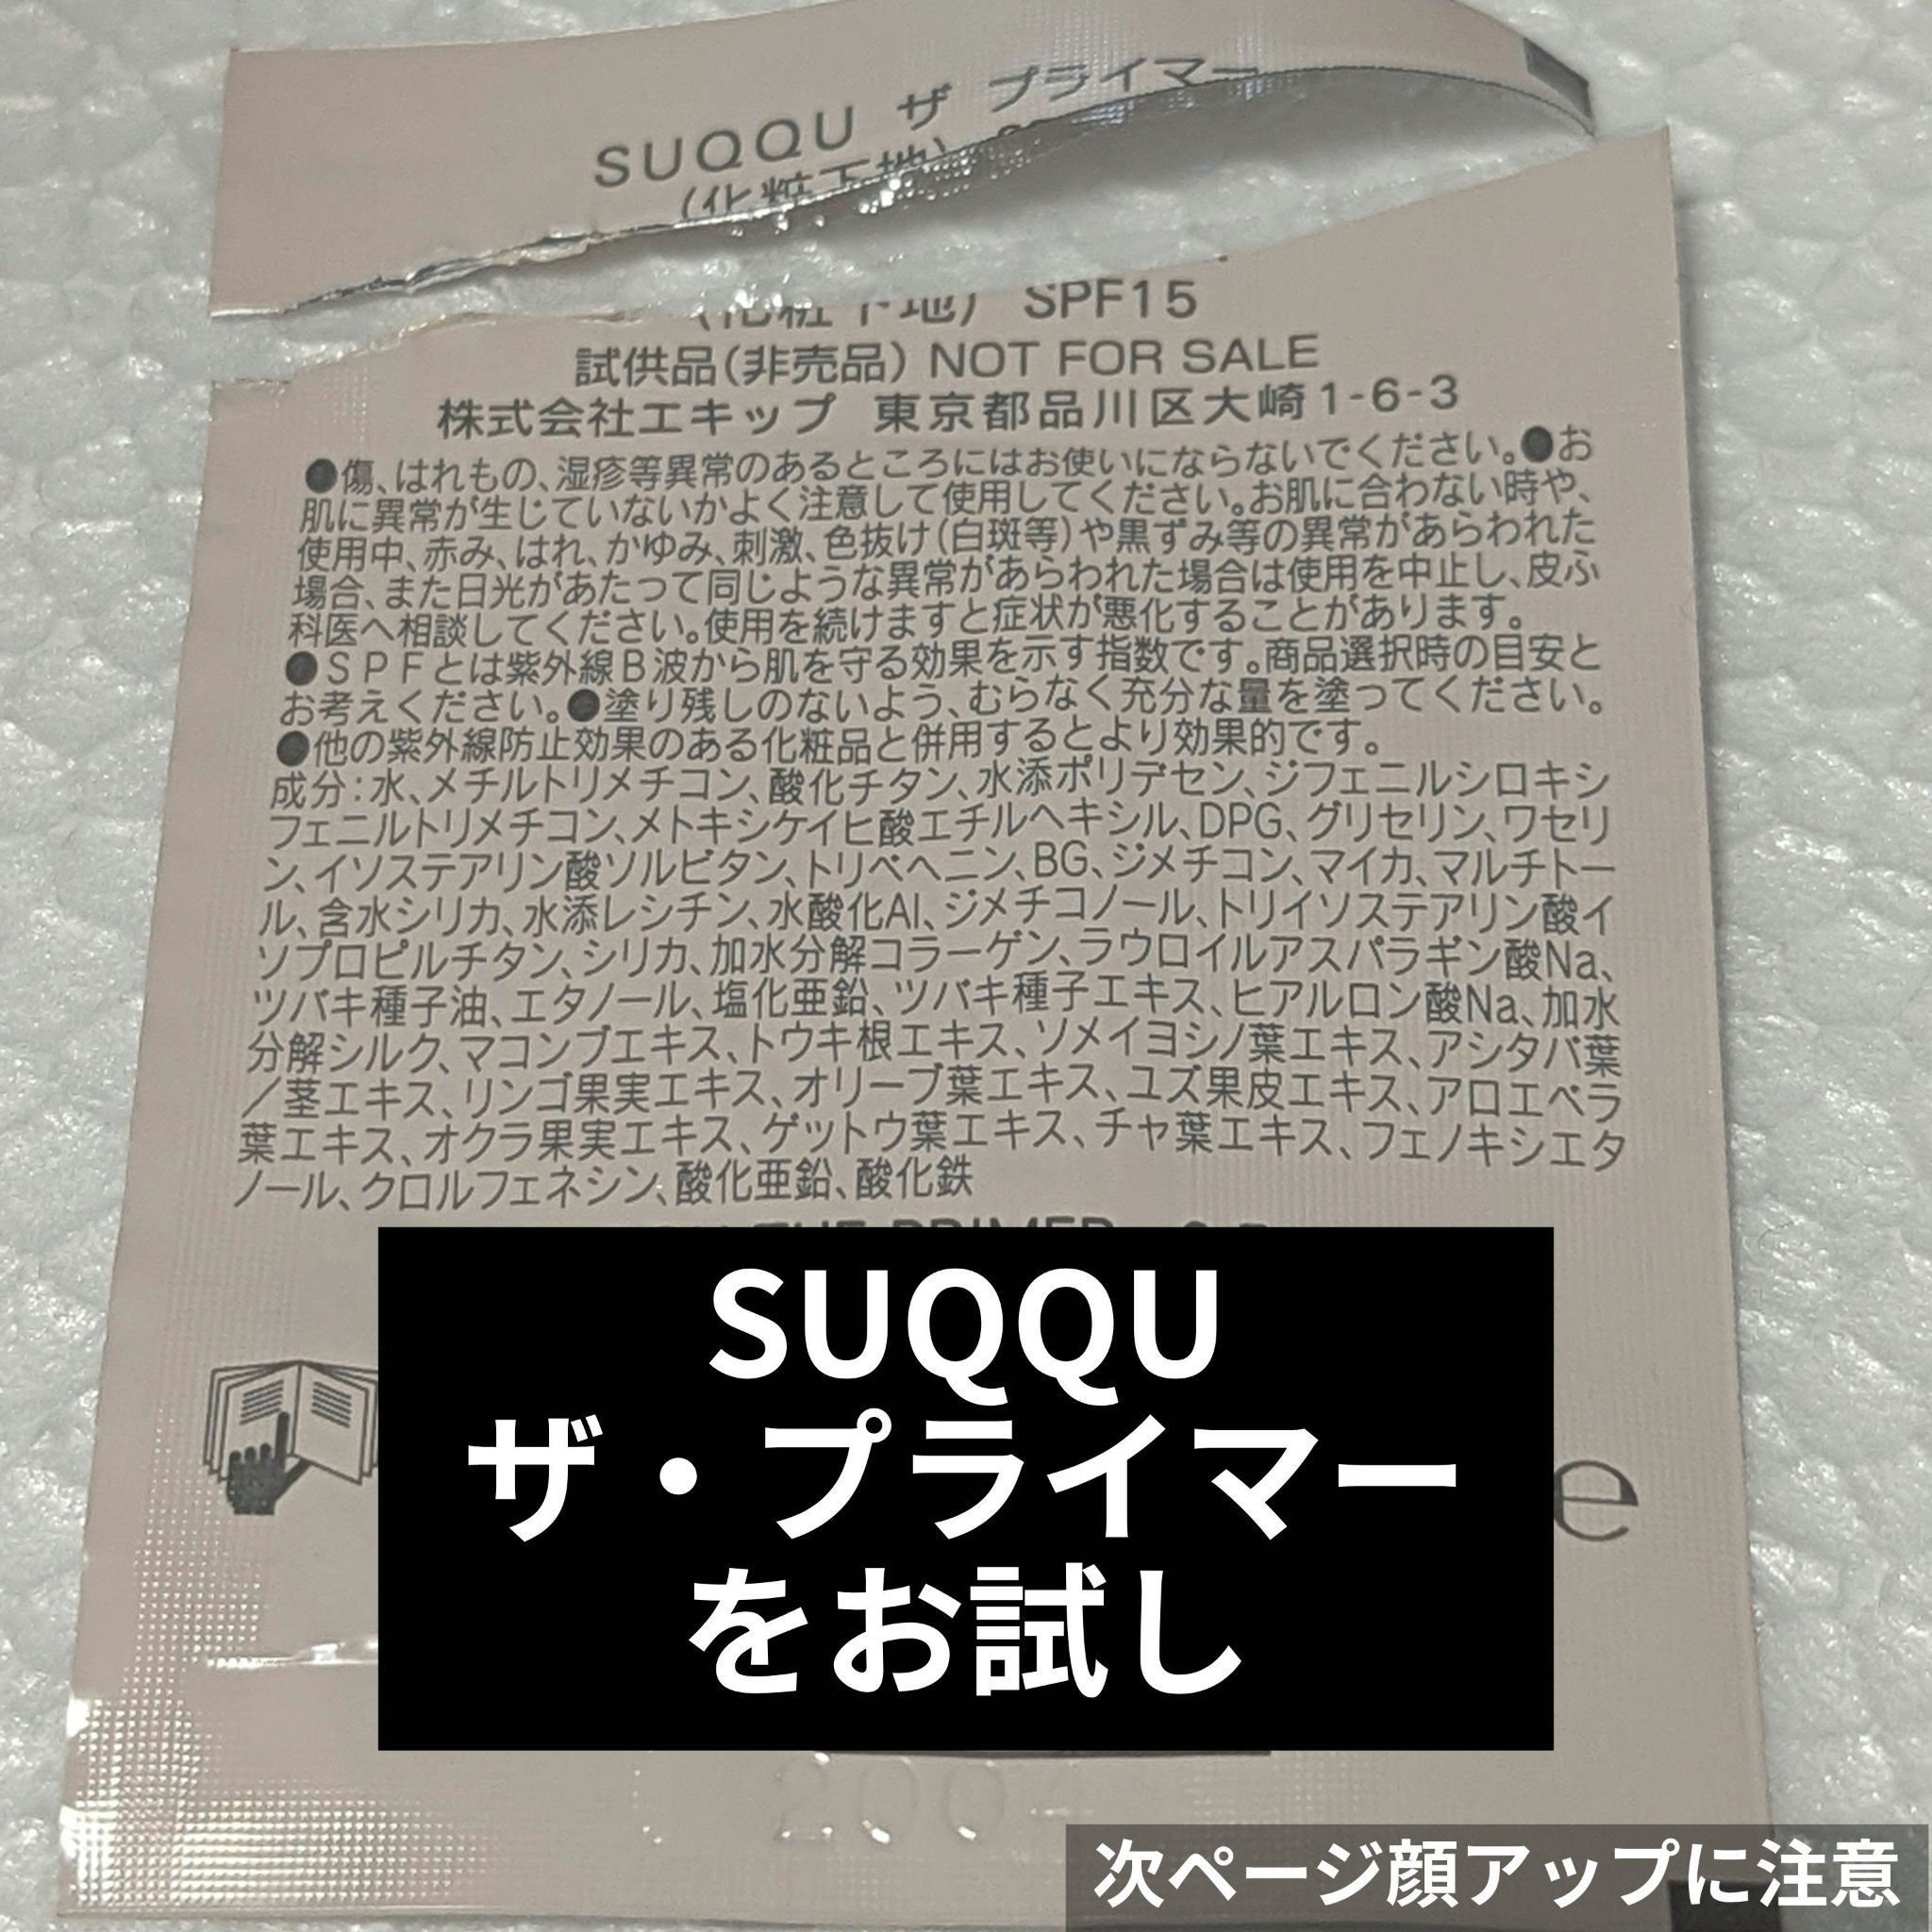 SUQQU ザ プライマー
(化粧下地)
(化粧下地) SPF15
試供品(非売品) NOT FOR SALE
株式会社エキップ 東京都品川区大崎1-6-3
●傷、はれもの、湿疹等異常のあるところにはお使いにならないでください。●お
肌に異常が生じていないかよく注意して使用してください。お肌に合わない時や、
使用中、赤み、はれ、かゆみ、刺激、色抜け(白斑等)や黒ずみ等の異常があらわれた
場合、また日光があたって同じような異常があらわれた場合は使用を中止し、皮ふ
科医へ相談してください。使用を続けますと症状が悪化することがあります。
●SPFとは紫外線B波から肌を守る効果を示す指数です。商品選択時の目安と
お考えください。●塗り残しのないよう、むらなく充分な量を塗ってください。
●他の紫外線防止効果のある化粧品と併用するとより効果的です。
成分:水、メチルトリメチコン、酸化チタン、水添ポリデセン、ジフェニルシロキシ
フェニルトリメチコン、メトキシケイヒ酸エチルヘキシル、DPG、グリセリン、ワセリ
ン、イソステアリン酸ソルビタン、トリベヘニン、BG、ジメチコン、マイカ、マルチトー
ル、含水シリカ、水添レシチン、水酸化Al、ジメチコノール、トリイソステアリン酸イ
ソプロピルチタン、シリカ、加水分解コラーゲン、ラウロイルアスパラギン酸Na、
ツバキ種子油、エタノール、塩化亜鉛、ツバキ種子エキス、ヒアルロン酸Na、加水
分解シルク、マコンブエキス、トウキ根エキス、ソメイヨシノ葉エキス、アシタバ葉
/茎エキス、リンゴ果実エキス、オリーブ葉エキス、ユズ果皮エキス、アロエベラ
葉エキス、オクラ果実エキス、ゲットウ葉エキス、チャ葉エキス、フェノキシエタ
ノール、クロルフェネシン、酸化亜鉛、酸化鉄
THE PRIMER
SUQQU
ザ・プライマー
をお試し
e
2004
次ページ顔アップに注意